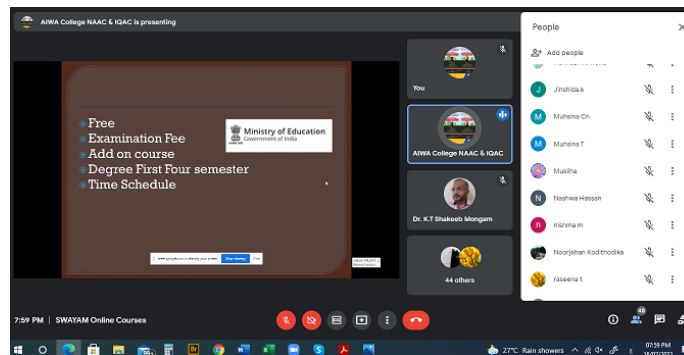 AIWA College NAAC & IQAC is presenting
Free
Examination Fee
Add on course
Degree First Four semester
Time Schedule
Ministry of Education
Government of India
Stop sharing
You
AIWA College NAAC & IQAC
Dr. K.T Shakeeb Mongam
44 others
People
Add people
Jinshida.k
Muhsina Cn
Muhsina T
Musliha
Nashwa Hassan
nishma m
Noorjahan Kodithodika
raseena t
7:59 PM | SWAYAM Online Courses
48
27°C Rain showers
07:59 PM